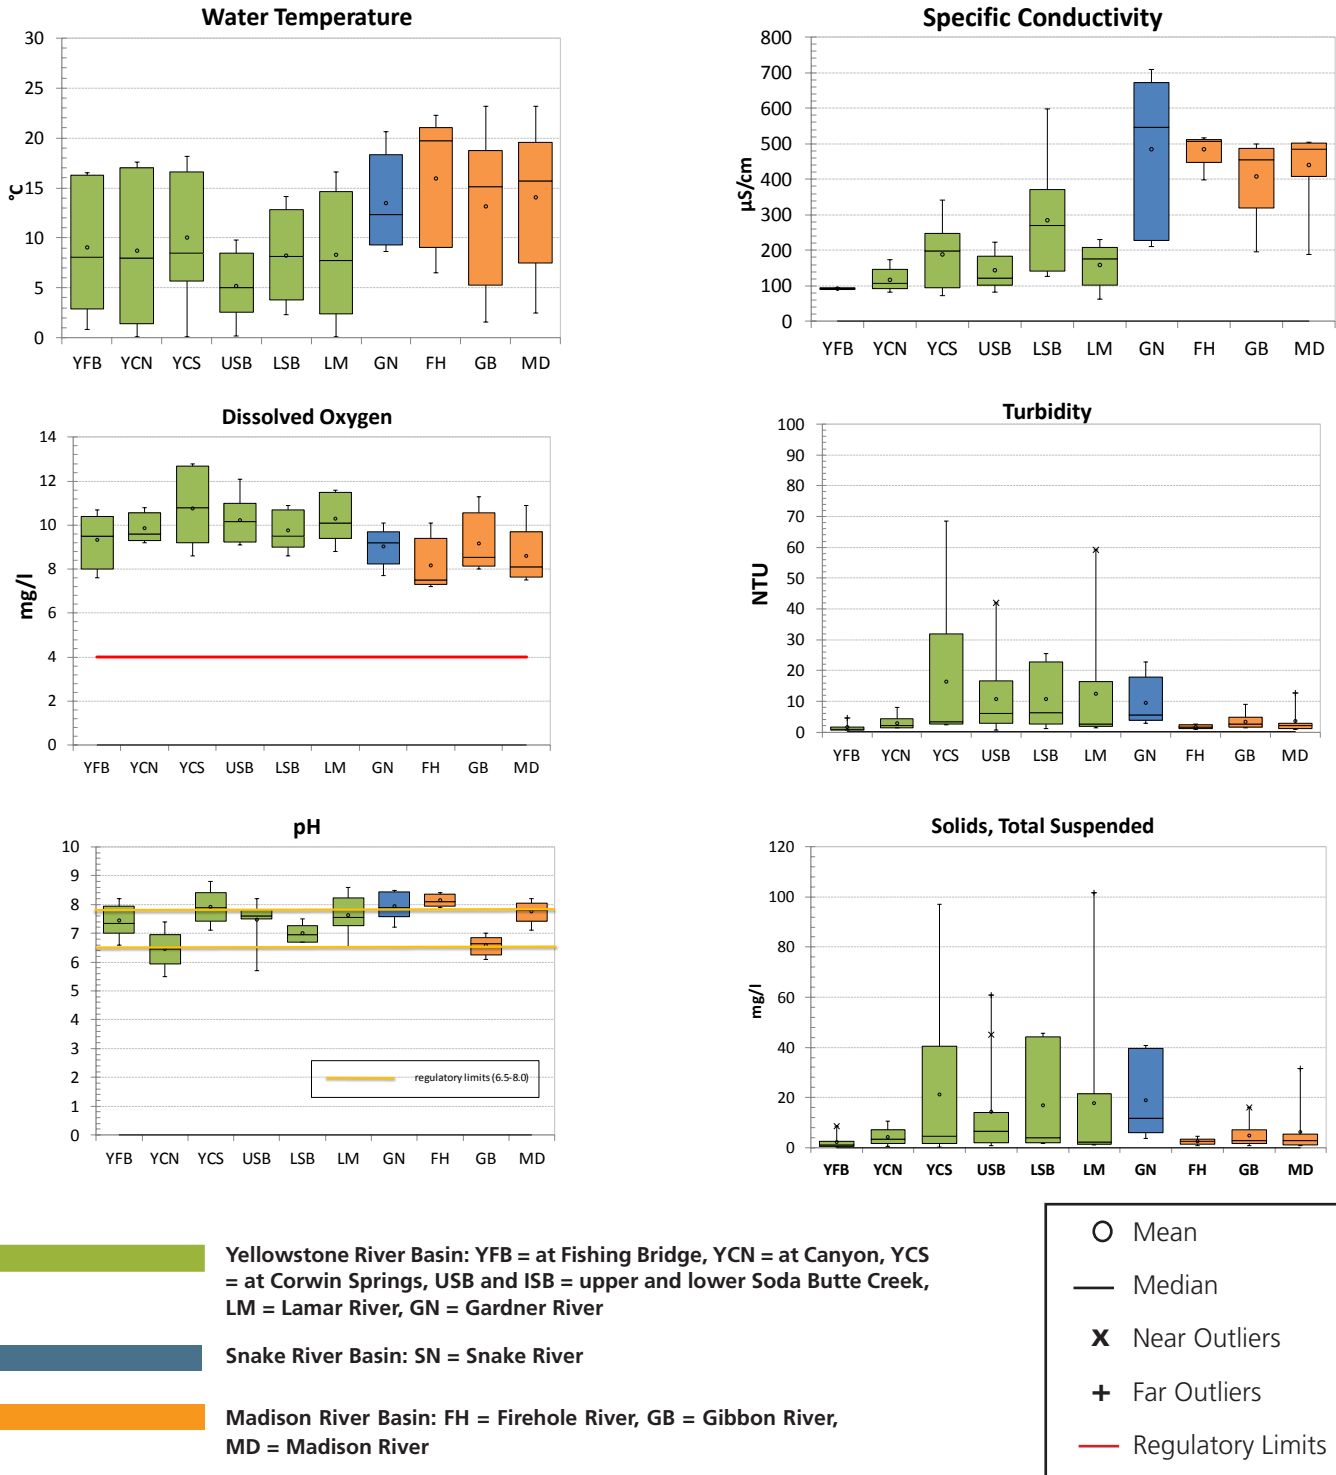 Water Temperature
30
25
20
15
10
5
0
°C
YFB YCN YCS USB LSB LM GN FH GB MD
Specific Conductivity
800
700
600
500
400
300
200
100
0
µS/cm
YFB YCN YCS USB LSB LM GN FH GB MD
Dissolved Oxygen
14
12
10
8
6
4
2
0
mg/l
YFB YCN YCS USB LSB LM GN FH GB MD
Turbidity
100
90
80
70
60
50
40
30
20
10
0
NTU
YFB YCN YCS USB LSB LM GN FH GB MD
pH
10
9
8
7
6
5
4
3
2
1
0
regulatory limits (6.5-8.0)
YFB YCN YCS USB LSB LM GN FH GB MD
Solids, Total Suspended
120
100
80
60
40
20
0
mg/l
YFB YCN YCS USB LSB LM GN FH GB MD
Yellowstone River Basin: YFB = at Fishing Bridge, YCN = at Canyon, YCS
= at Corwin Springs, USB and ISB = upper and lower Soda Butte Creek,
LM = Lamar River, GN = Gardner River
Snake River Basin: SN = Snake River
Madison River Basin: FH = Firehole River, GB = Gibbon River,
MD = Madison River
Mean
Median
x Near Outliers
+ Far Outliers
Regulatory Limits